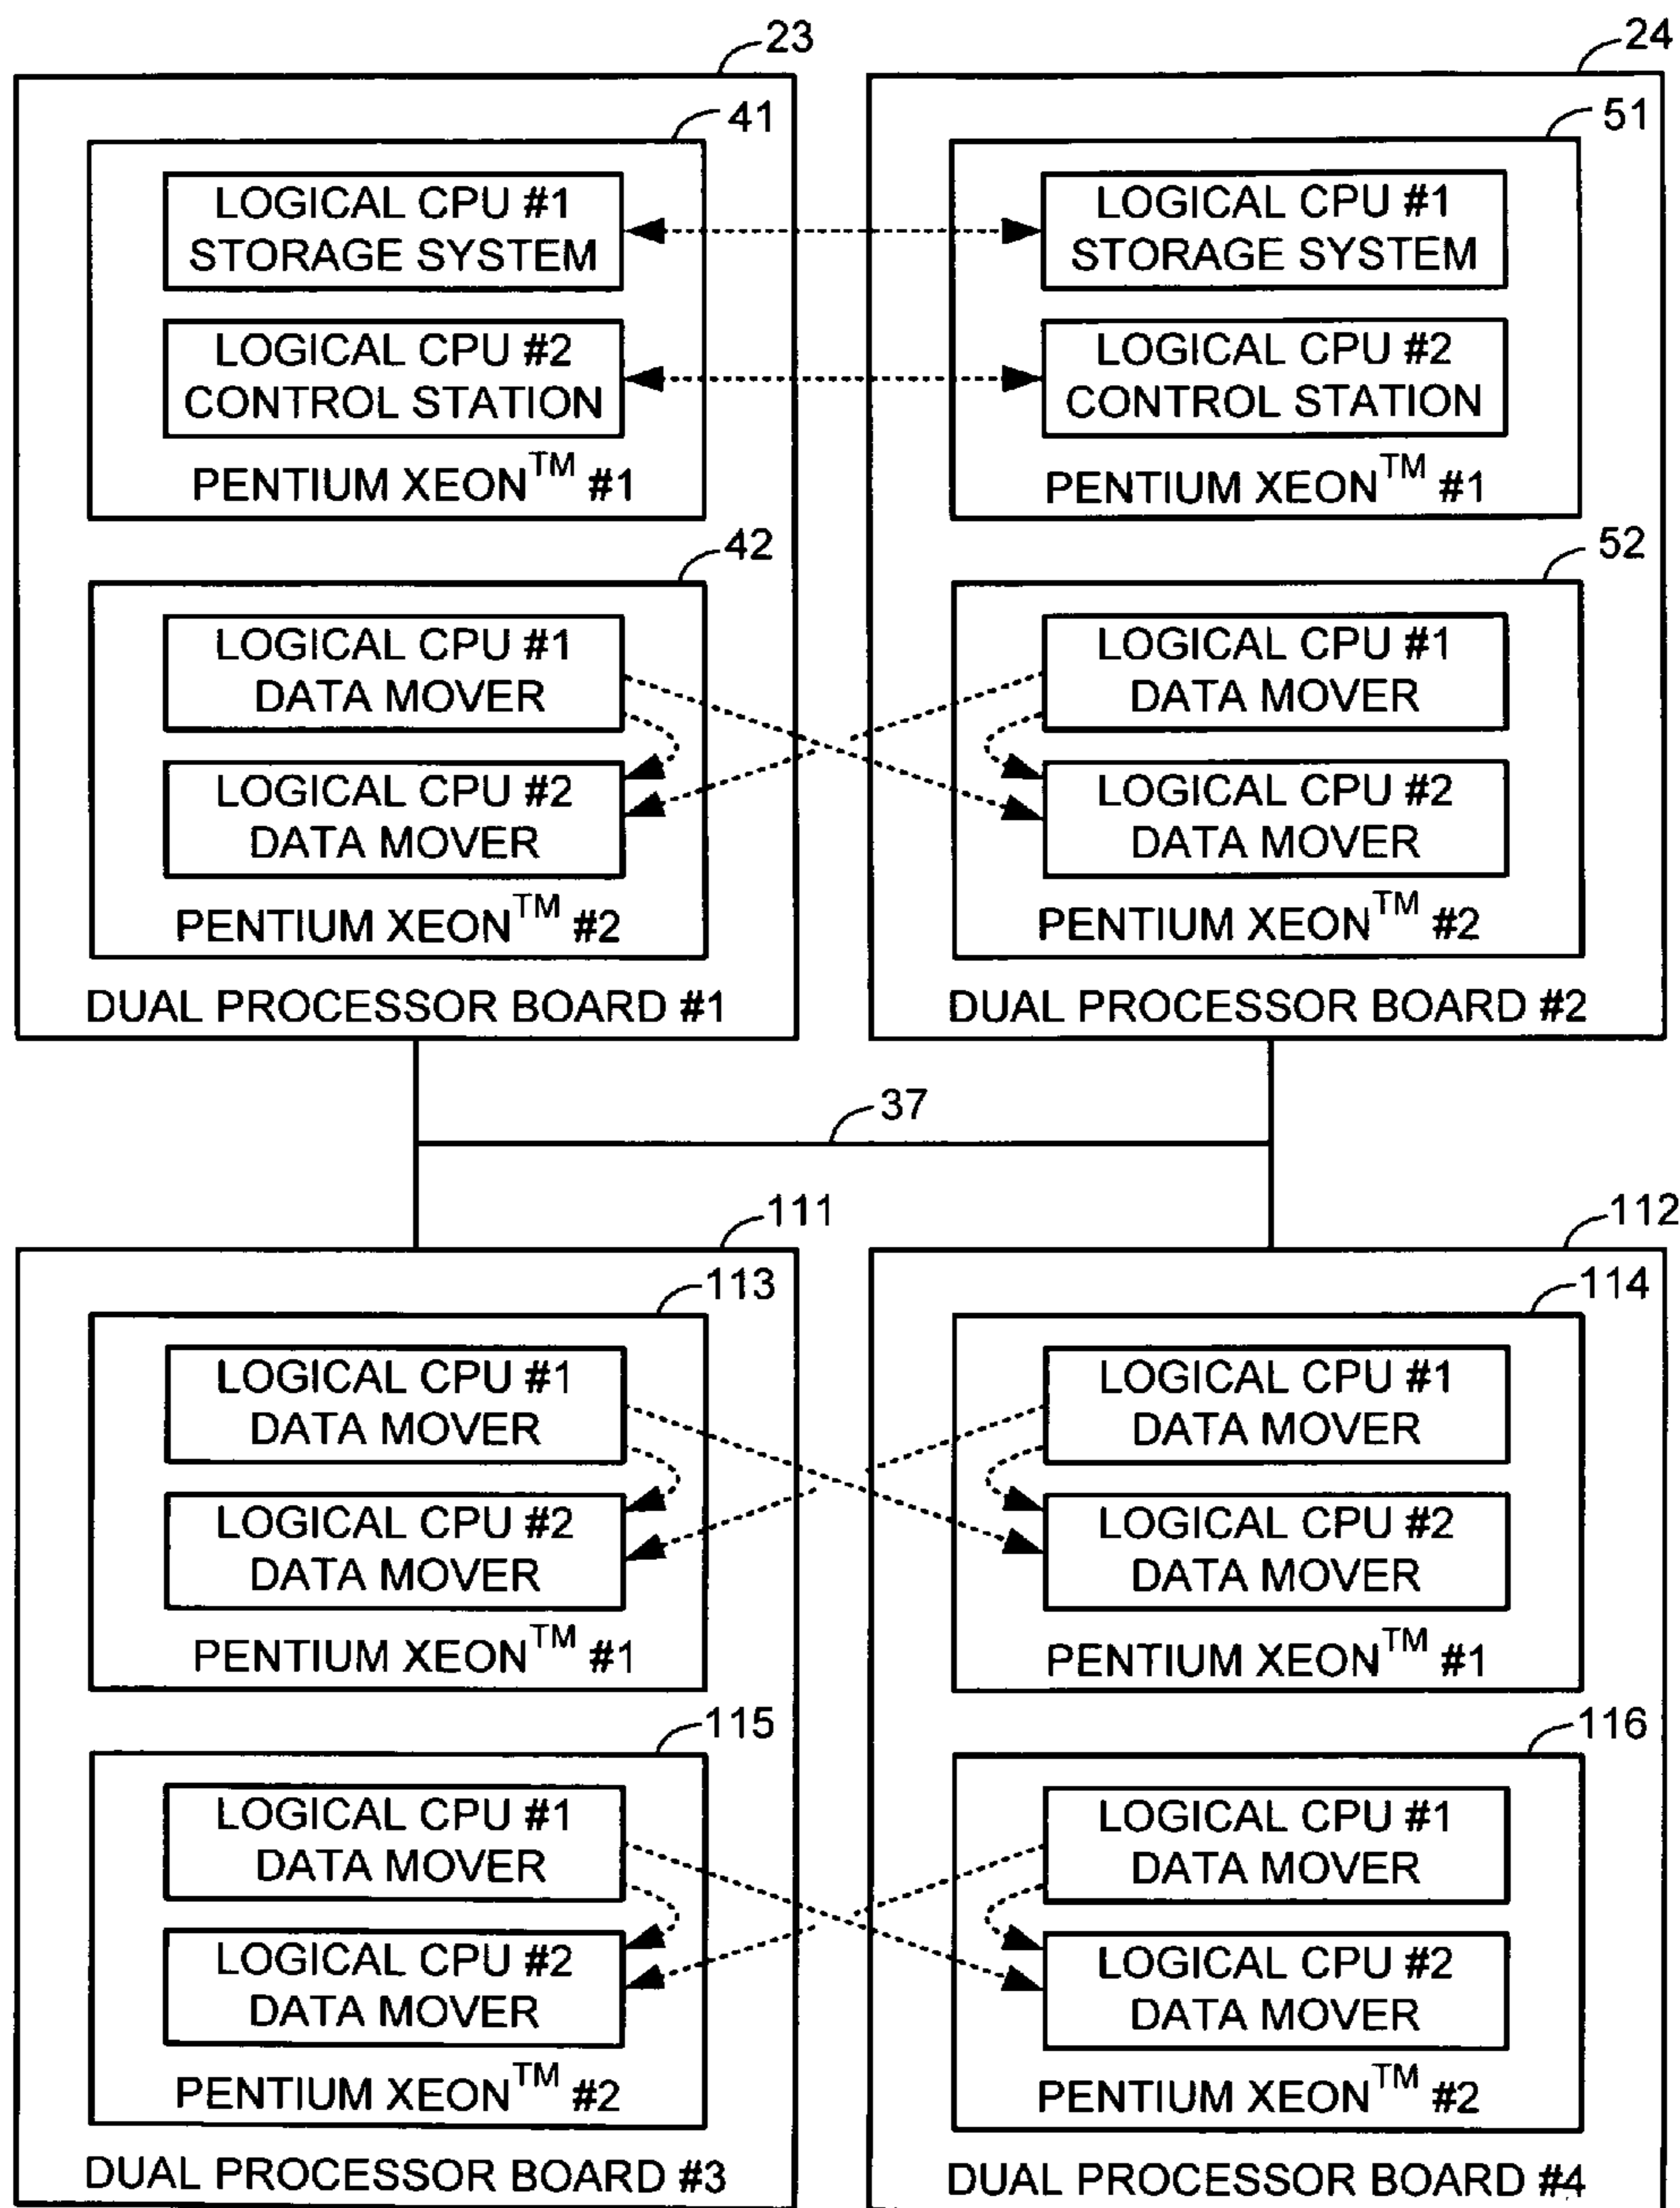 23
24
41
51
LOGICAL CPU #1
STORAGE SYSTEM
LOGICAL CPU #1
STORAGE SYSTEM
LOGICAL CPU #2
CONTROL STATION
LOGICAL CPU #2
CONTROL STATION
PENTIUM XEON™ #1
PENTIUM XEON™ #1
42
52
LOGICAL CPU #1
DATA MOVER
LOGICAL CPU #1
DATA MOVER
LOGICAL CPU #2
DATA MOVER
LOGICAL CPU #2
DATA MOVER
PENTIUM XEON™ #2
PENTIUM XEON™ #2
DUAL PROCESSOR BOARD #1
DUAL PROCESSOR BOARD #2
37
111
112
113
114
LOGICAL CPU #1
DATA MOVER
LOGICAL CPU #1
DATA MOVER
LOGICAL CPU #2
DATA MOVER
LOGICAL CPU #2
DATA MOVER
PENTIUM XEON™ #1
PENTIUM XEON™ #1
115
116
LOGICAL CPU #1
DATA MOVER
LOGICAL CPU #1
DATA MOVER
LOGICAL CPU #2
DATA MOVER
LOGICAL CPU #2
DATA MOVER
PENTIUM XEON™ #2
PENTIUM XEON™ #2
DUAL PROCESSOR BOARD #3
DUAL PROCESSOR BOARD #4